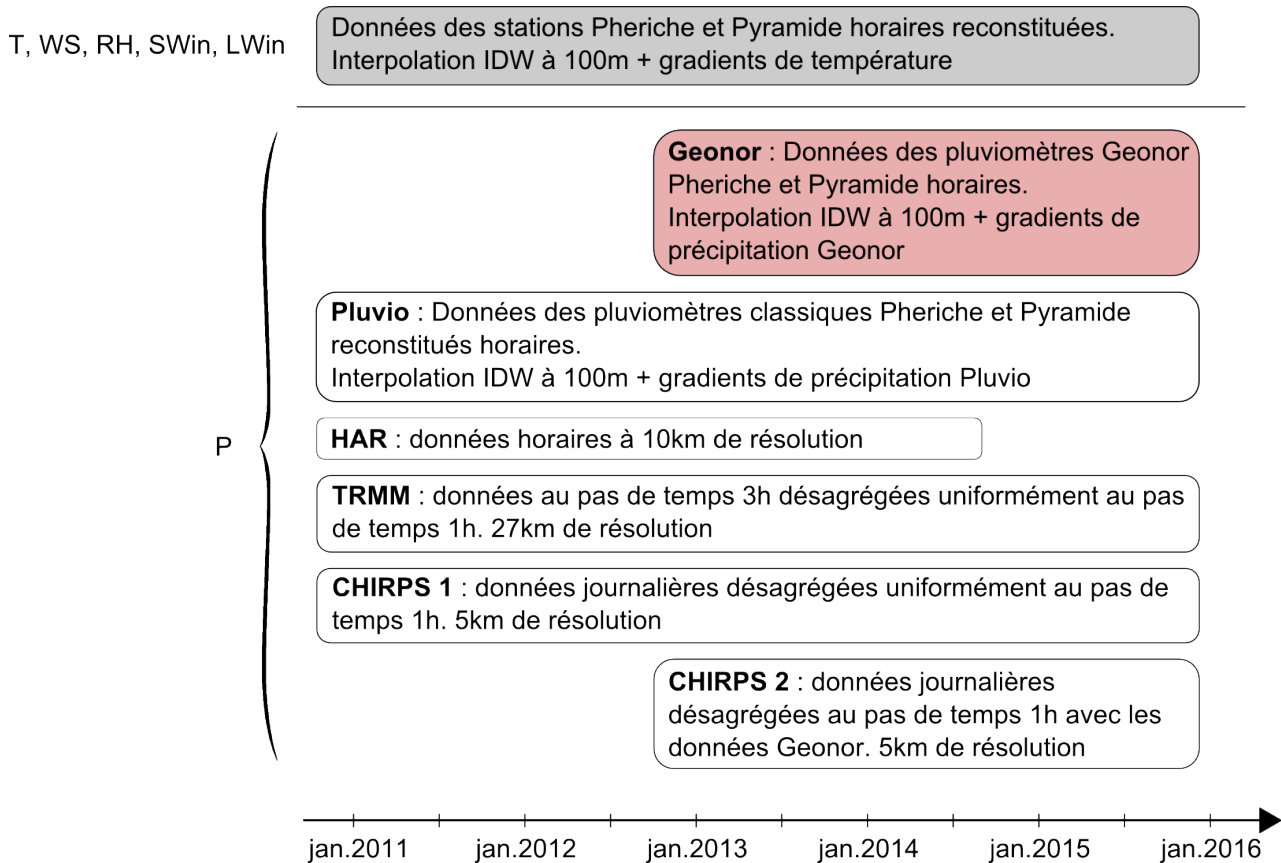 T, WS, RH, SWin, LWin
Données des stations Pheriche et Pyramide horaires reconstituées.
Interpolation IDW à 100m + gradients de température
Geonor : Données des pluviomètres Geonor
Pheriche et Pyramide horaires.
Interpolation IDW à 100m + gradients de
précipitation Geonor
Pluvio : Données des pluviomètres classiques Pheriche et Pyramide
reconstitués horaires.
Interpolation IDW à 100m + gradients de précipitation Pluvio
P
HAR : données horaires à 10km de résolution
TRMM : données au pas de temps 3h désagrégées uniformément au pas
de temps 1h. 27km de résolution
CHIRPS 1 : données journalières désagrégées uniformément au pas de
temps 1h. 5km de résolution
CHIRPS 2 : données journalières
désagrégées au pas de temps 1h avec les
données Geonor. 5km de résolution
jan.2011 jan.2012 jan.2013 jan.2014 jan.2015 jan.2016